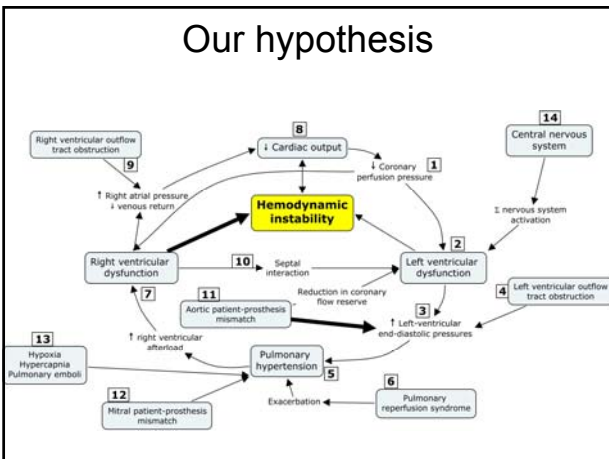 Our hypothesis
8
↓ Cardiac output
14
Central nervous
system
Right ventricular outflow
tract obstruction
9
1
↓ Coronary
perfusion pressure
↑ Right atrial pressure
↓ venous return
Hemodynamic
instability
Σ nervous system
activation
2
Right ventricular
dysfunction
10
Septal
interaction
Left ventricular
dysfunction
7
Reduction in coronary
flow reserve
11
Aortic patient-prosthesis
mismatch
3
↑ Left-ventricular
end-diastolic pressures
4
Left ventricular outflow
tract obstruction
↑ right ventricular
afterload
13
Hypoxia
Hypercapnia
Pulmonary emboli
Pulmonary
hypertension
5
12
Mitral patient-prosthesis
mismatch
Exacerbation
6
Pulmonary
reperfusion syndrome